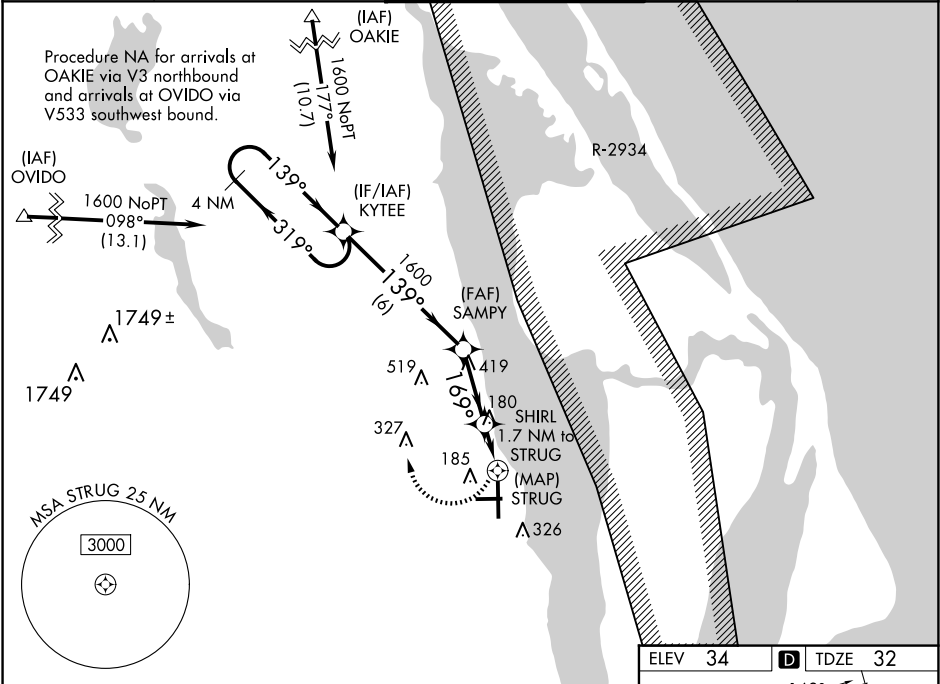 (IAF)
OAKIE
Procedure NA for arrivals at
OAKIE via V3 northbound
and arrivals at OVIDO via
V533 southwest bound.
1600 NoPT
177°
(10.7)
R-2934
(IAF)
OVIDO
1600 NoPT
098°
(13.1)
4 NM
139°
319°
(IF/IAF)
KYTEE
1600
139°
(6)
(FAF)
SAMPY
1749 ±
1749
519
419
169°
180
SHIRL
1.7 NM to
STRUG
327
185
(MAP)
STRUG
326
MSA STRUG 25 NM
3000
ELEV 34
D
TDZE 32